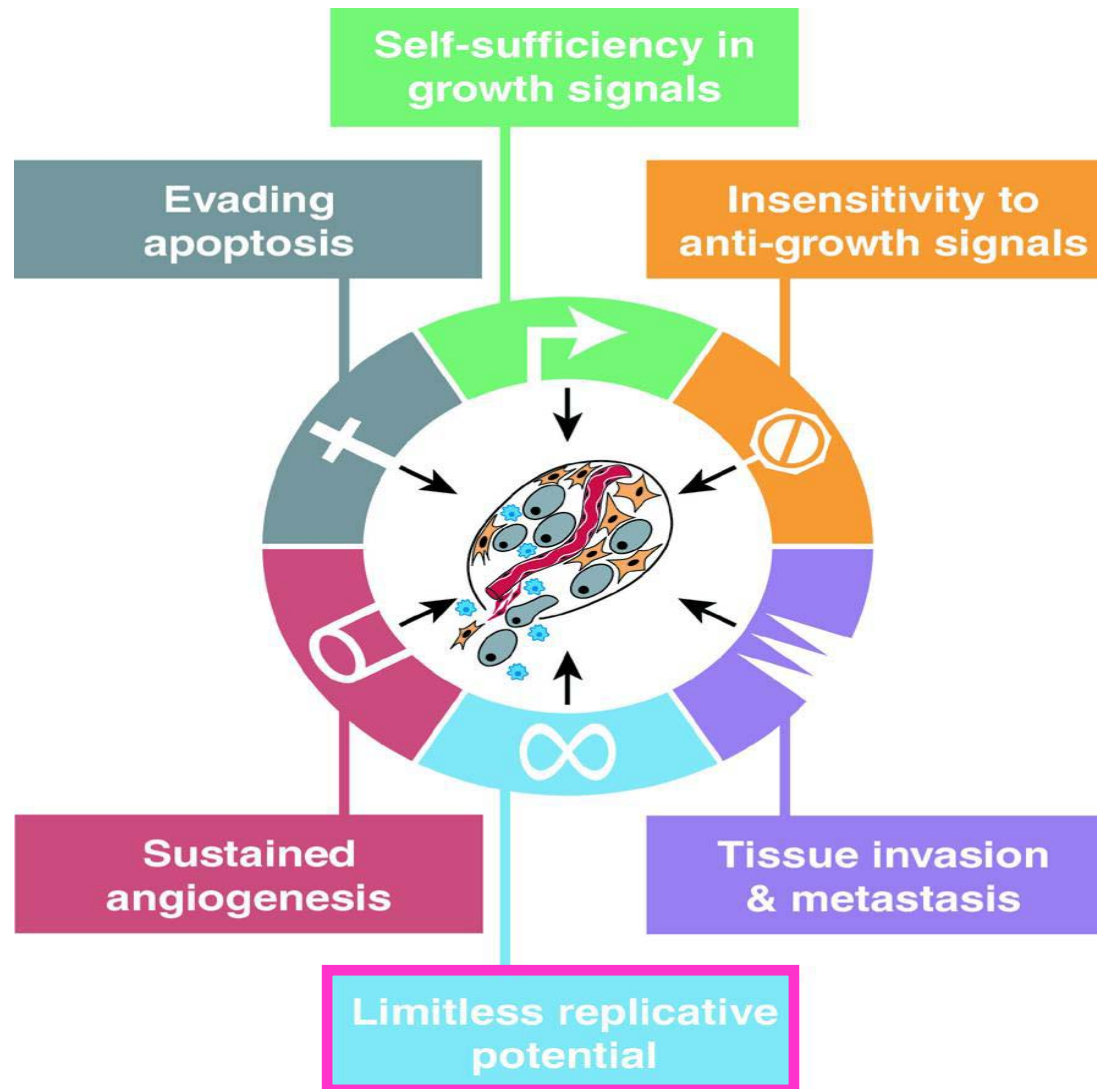 Self-sufficiency in
growth signals
Evading
apoptosis
Insensitivity to
anti-growth signals
Sustained
angiogenesis
Tissue invasion
& metastasis
Limitless replicative
potential